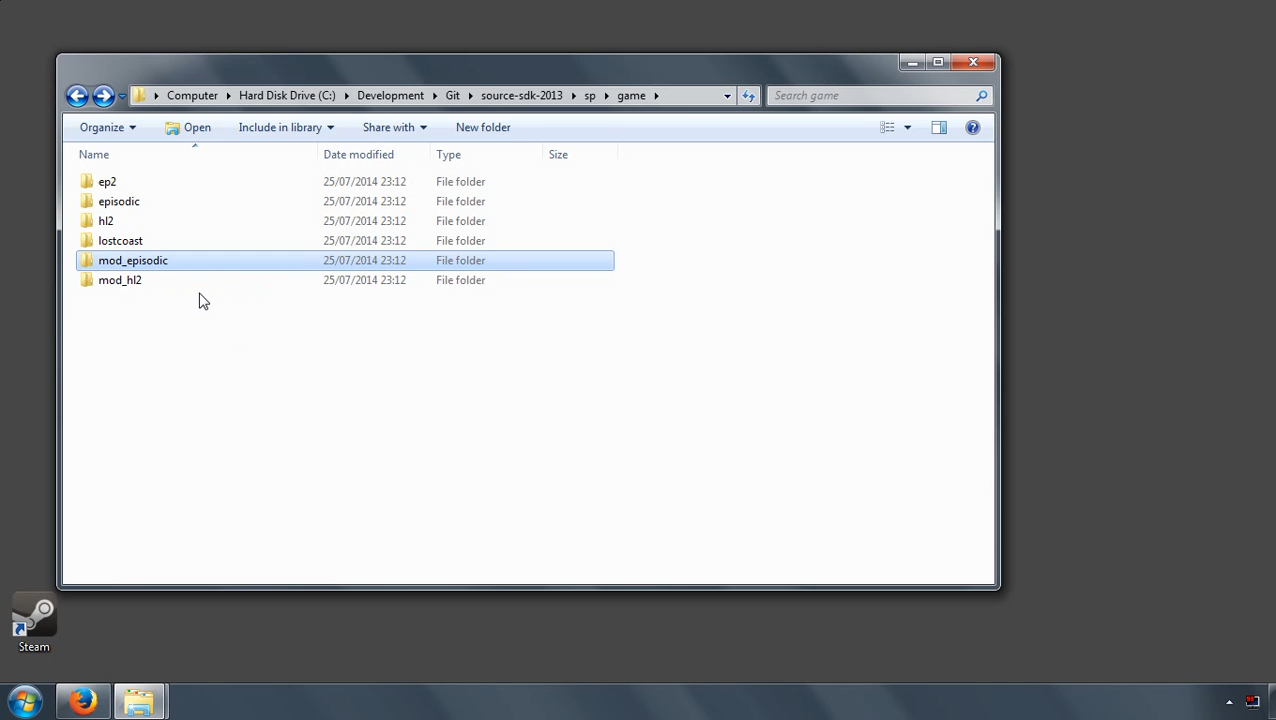 Computer Hard Disk Drive (C:) Development Git source-sdk-2013 sp game Search game
Organize Open Include in library Share with New folder
Name Date modified Type Size
ep2 25/07/2014 23:12 File folder
episodic 25/07/2014 23:12 File folder
hl2 25/07/2014 23:12 File folder
lostcoast 25/07/2014 23:12 File folder
mod_episodic 25/07/2014 23:12 File folder
mod_hl2 25/07/2014 23:12 File folder
Steam